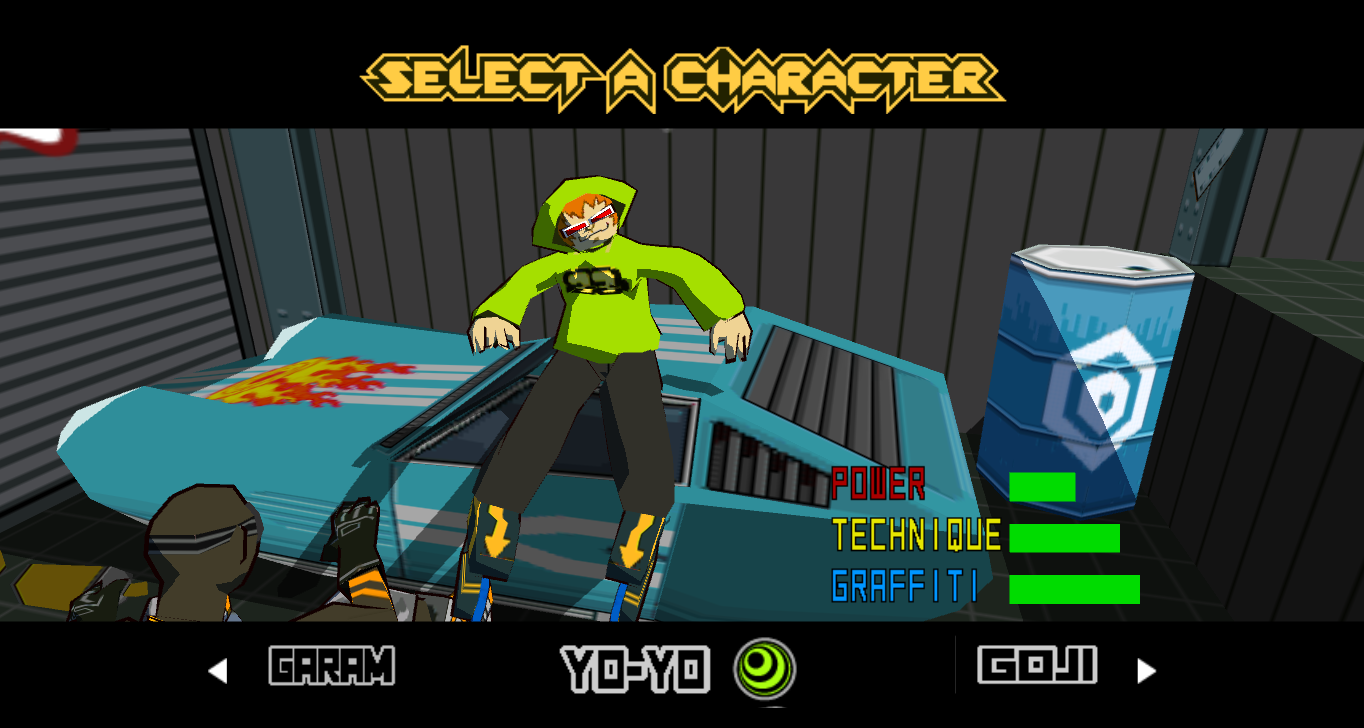 SELECT A CHARACTER
POWER
TECHNIQUE
GRAFFITI
GARAM
YO-YO
GOJI